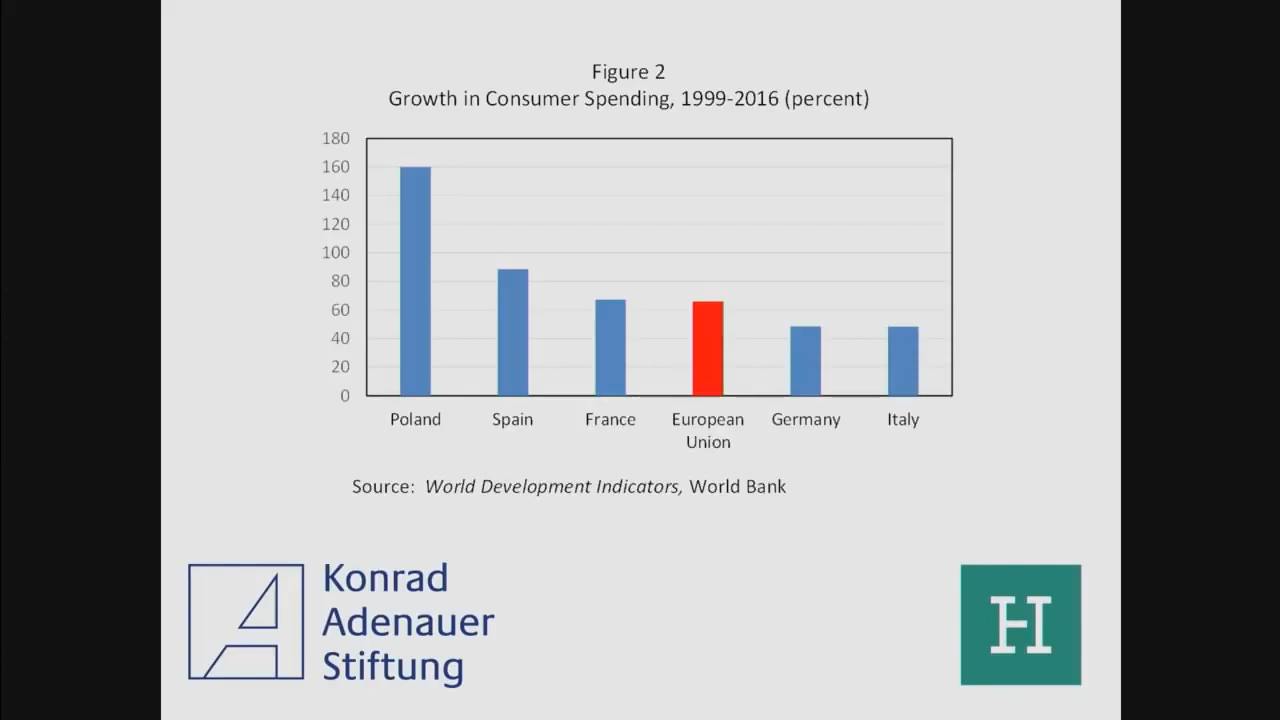 Figure 2
Growth in Consumer Spending, 1999-2016 (percent)
180
160
140
120
100
80
60
40
20
0
Poland
Spain
France
European
Union
Germany
Italy
Source: World Development Indicators, World Bank
Konrad
Adenauer
Stiftung
H